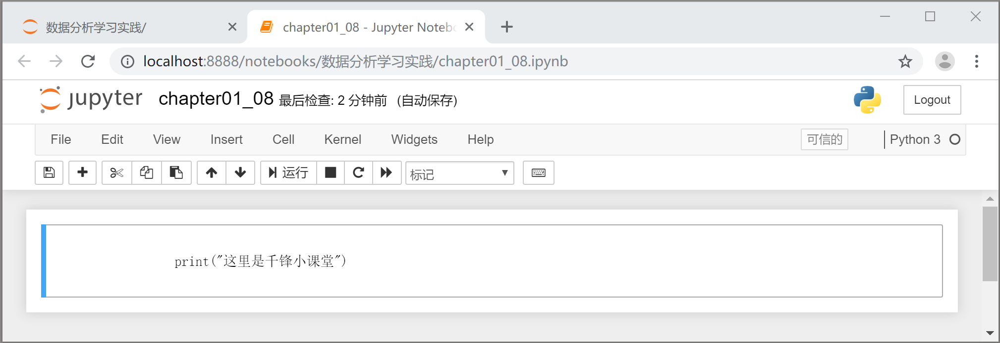 数据分析学习实践/
chapter01_08 - Jupyter Notebo
localhost:8888/notebooks/数据分析学习实践/chapter01_08.ipynb
jupyter chapter01_08 最后检查: 2 分钟前 (自动保存)
Logout
File Edit View Insert Cell Kernel Widgets Help 可信的 Python 3
运行 标记
print("这里是千锋小课堂")